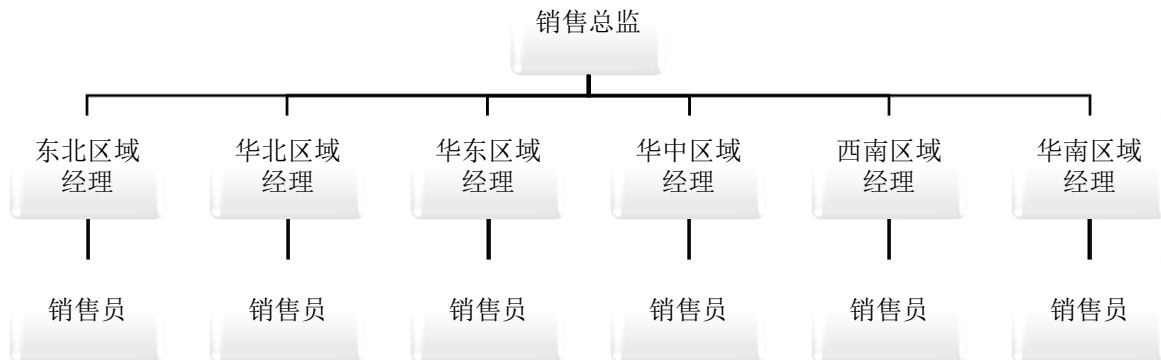 销售总监
东北区域
经理
华北区域
经理
华东区域
经理
华中区域
经理
西南区域
经理
华南区域
经理
销售员
销售员
销售员
销售员
销售员
销售员